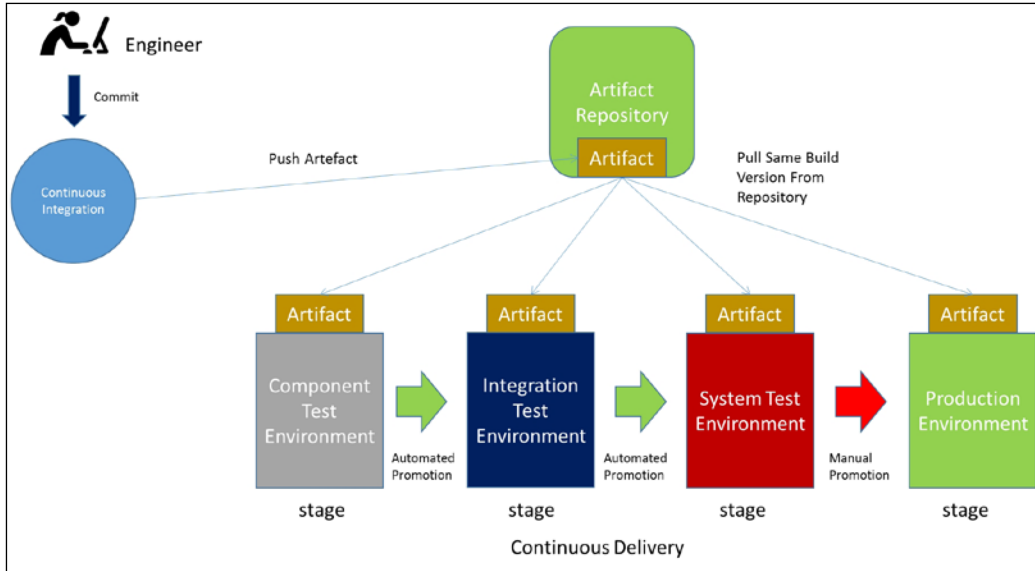 Engineer
Commit
Continuous
Integration
Push Artefact
Artifact
Repository
Artifact
Pull Same Build
Version From
Repository
Artifact
Artifact
Artifact
Artifact
Component
Test
Environment
Automated
Promotion
Integration
Test
Environment
Automated
Promotion
System Test
Environment
Manual
Promotion
Production
Environment
stage
stage
stage
stage
Continuous Delivery